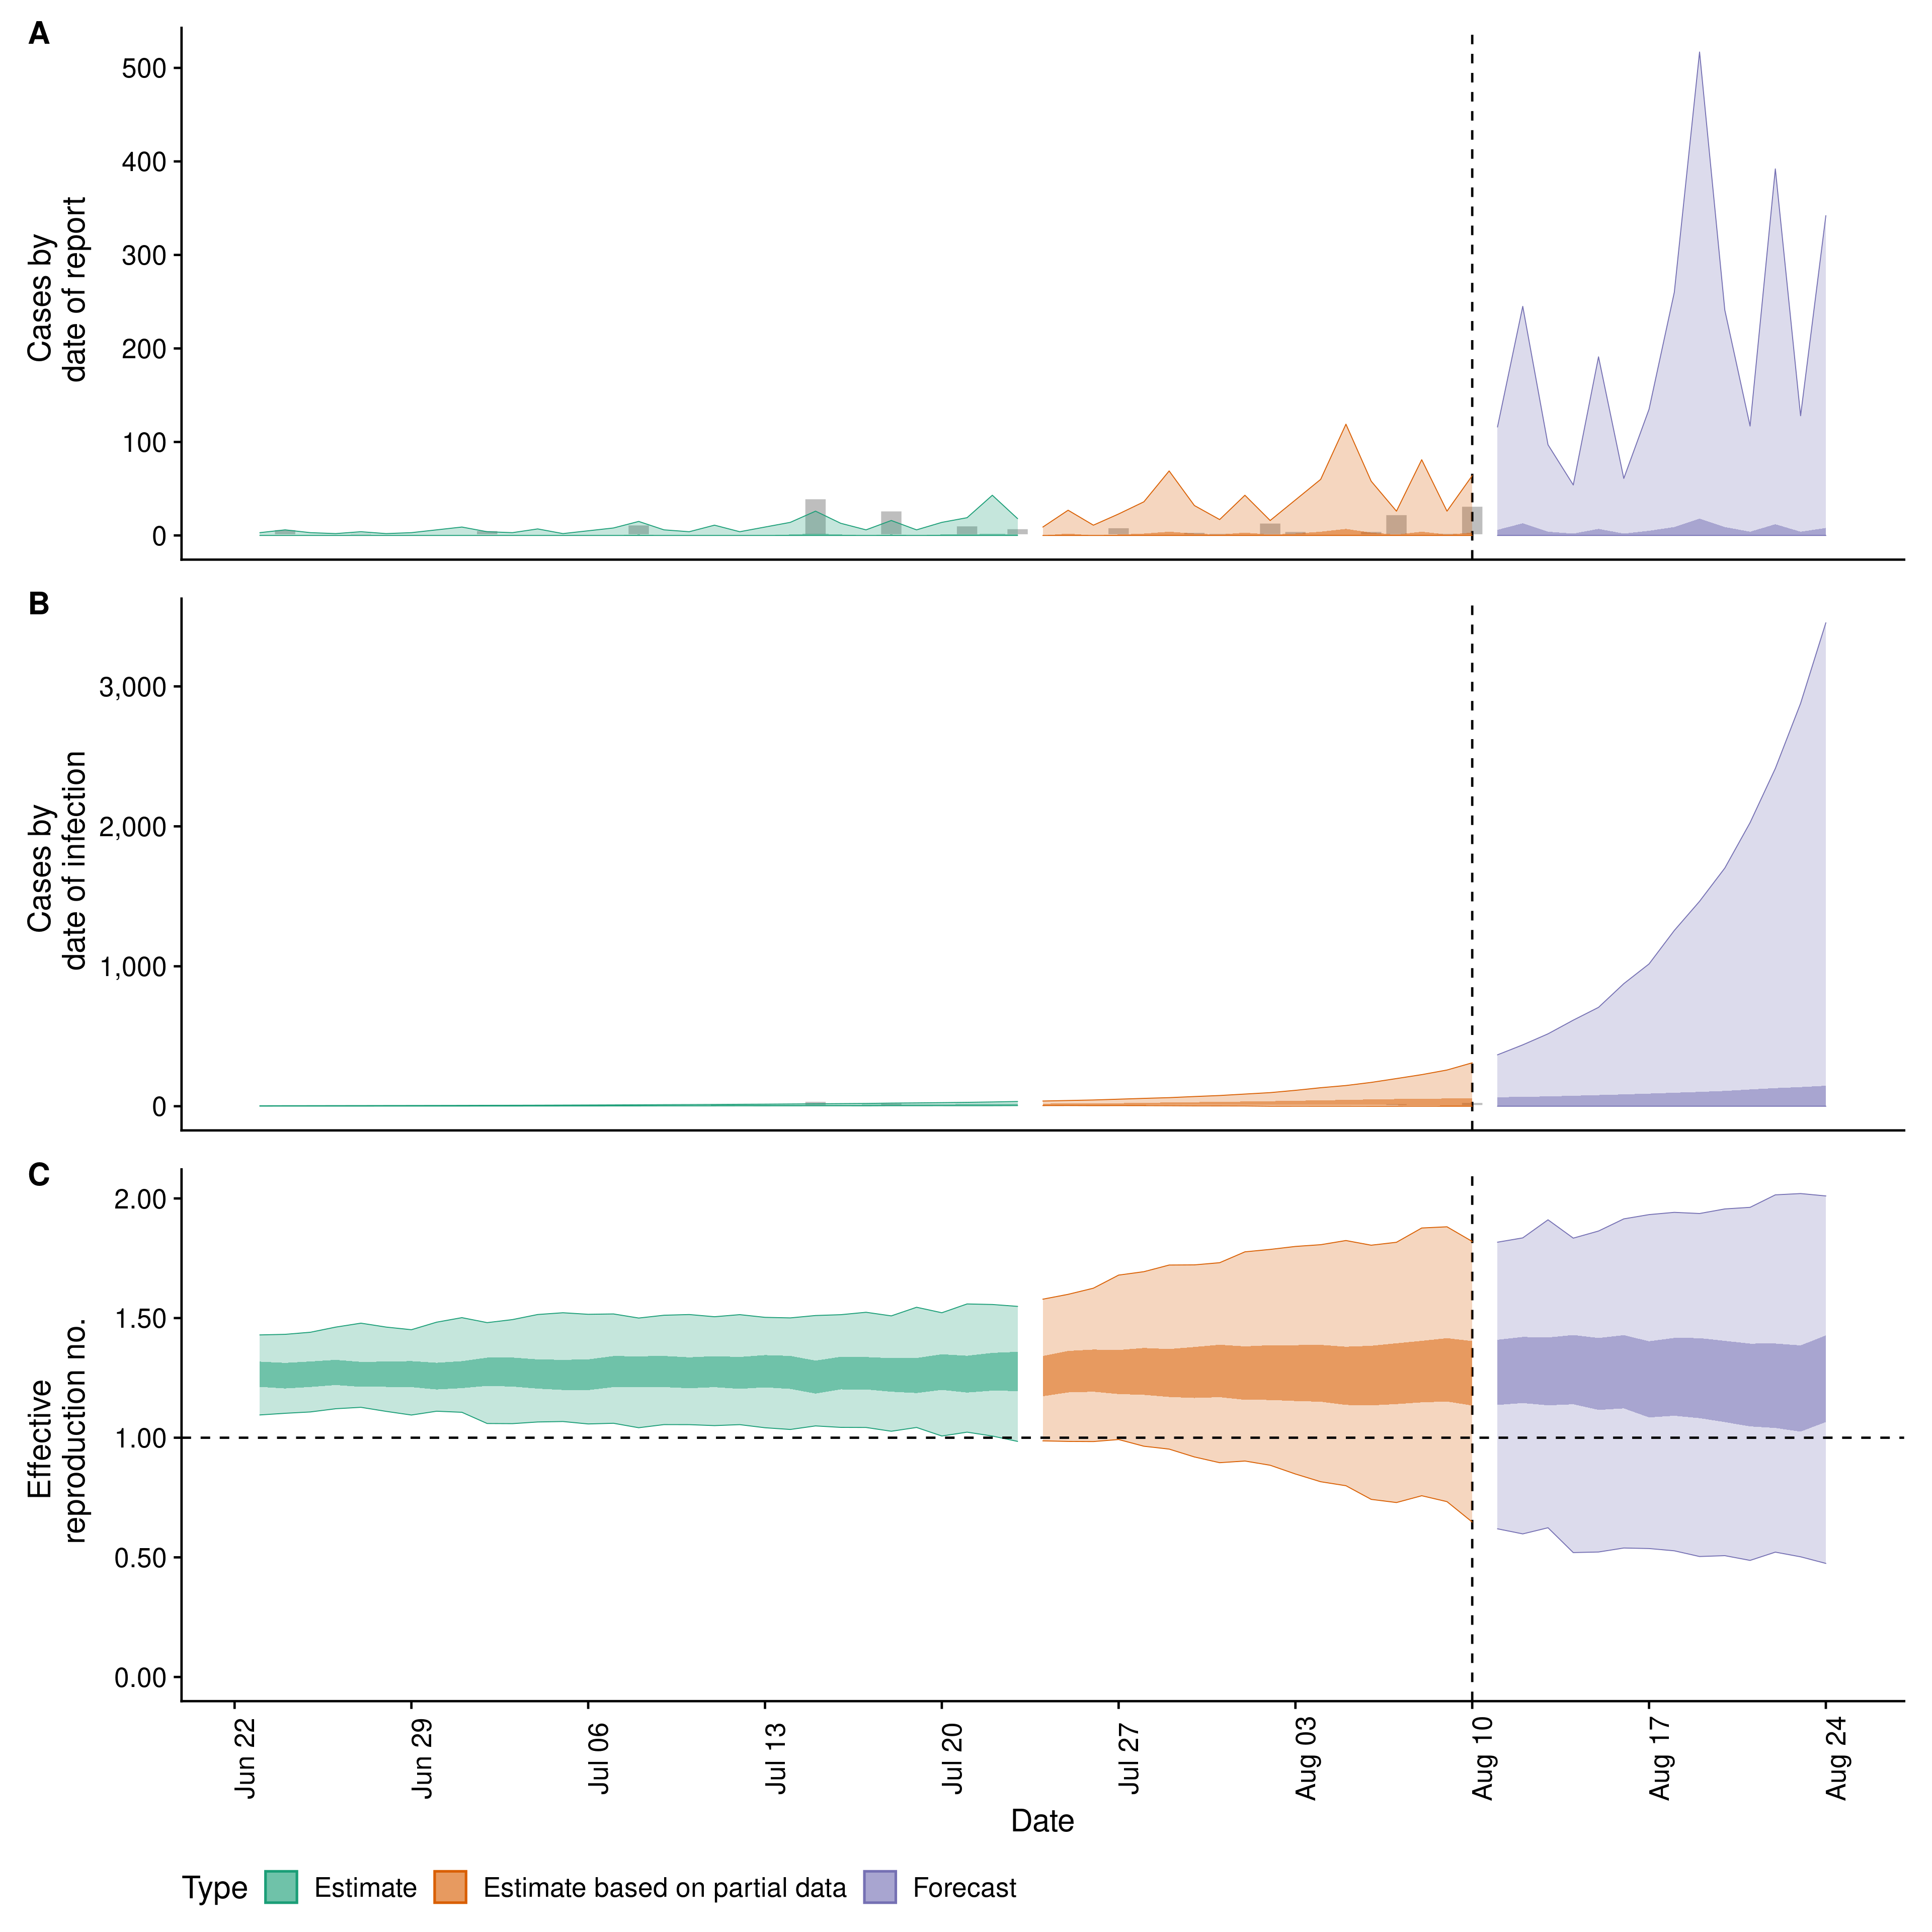 A
500
400
300
200
100
0
Cases by
date of report
B
3,000
2,000
1,000
0
Cases by
date of infection
C
2.00
1.50
1.00
0.50
0.00
Effective
reproduction no.
Jun 22
Jun 29
Jul 06
Jul 13
Jul 20
Jul 27
Aug 03
Aug 10
Aug 17
Aug 24
Date
Type Estimate Estimate based on partial data Forecast